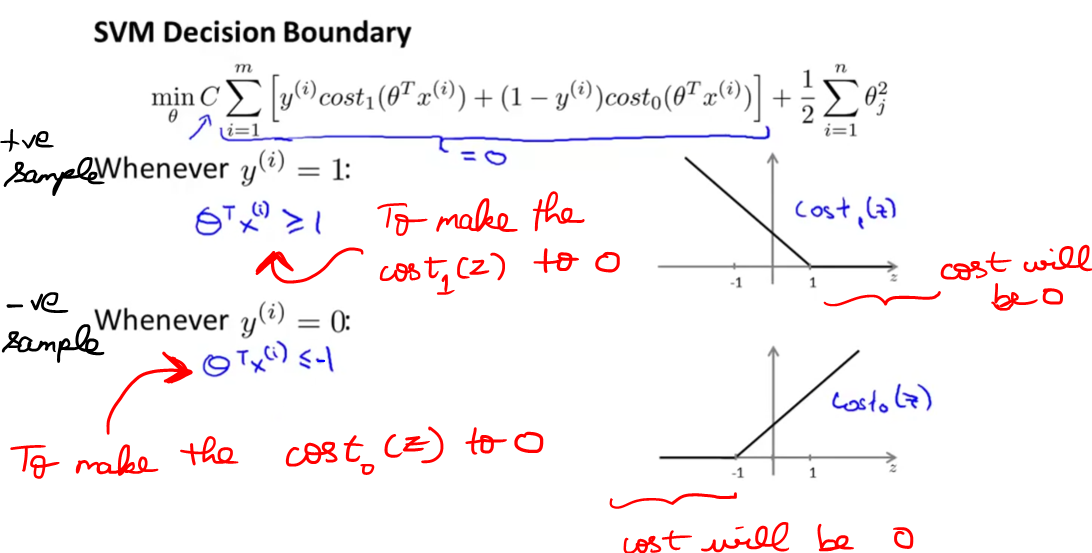 SVM Decision Boundary
min_θ C ∑_{i=1}^{m} [y^{(i)}cost_1(θ^T x^{(i)}) + (1 − y^{(i)})cost_0(θ^T x^{(i)})] + 1/2 ∑_{i=1}^{n} θ_j^2
= 0
+ve
sample
Whenever y^{(i)} = 1:
θ^T x^{(i)} ≥ 1
To make the
cost_1(z) to 0
cost_1(z)
-1 1 z
cost will
be 0
-ve
sample
Whenever y^{(i)} = 0:
θ^T x^{(i)} ≤ -1
To make the cost_0(z) to 0
cost_0(z)
-1 1 z
cost will be 0